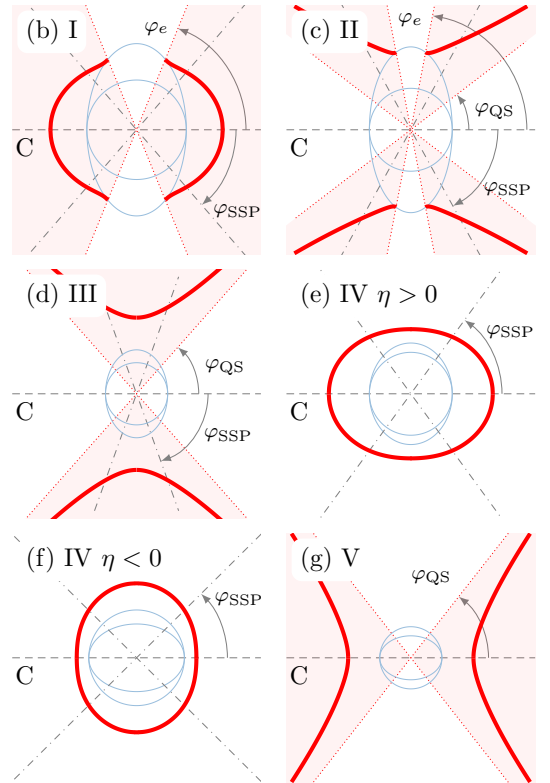 (b) I
φe
C
φSSP
(c) II
φe
φQS
C
φSSP
(d) III
φQS
C
φSSP
(e) IV η > 0
φSSP
C
(f) IV η < 0
φSSP
C
(g) V
φQS
C